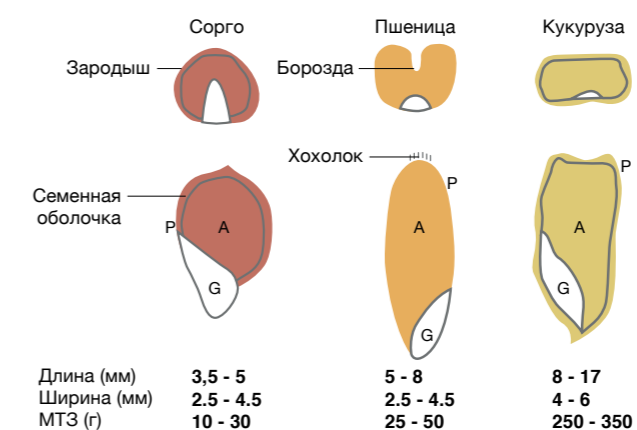 Сорго
Пшеница
Кукуруза
Зародыш
Борозда
Хохолок
Семенная
оболочка
P
A
G
P
A
G
P
A
G
Длина (мм) 3,5 - 5 5 - 8 8 - 17
Ширина (мм) 2.5 - 4.5 2.5 - 4.5 4 - 6
МТЗ (г) 10 - 30 25 - 50 250 - 350